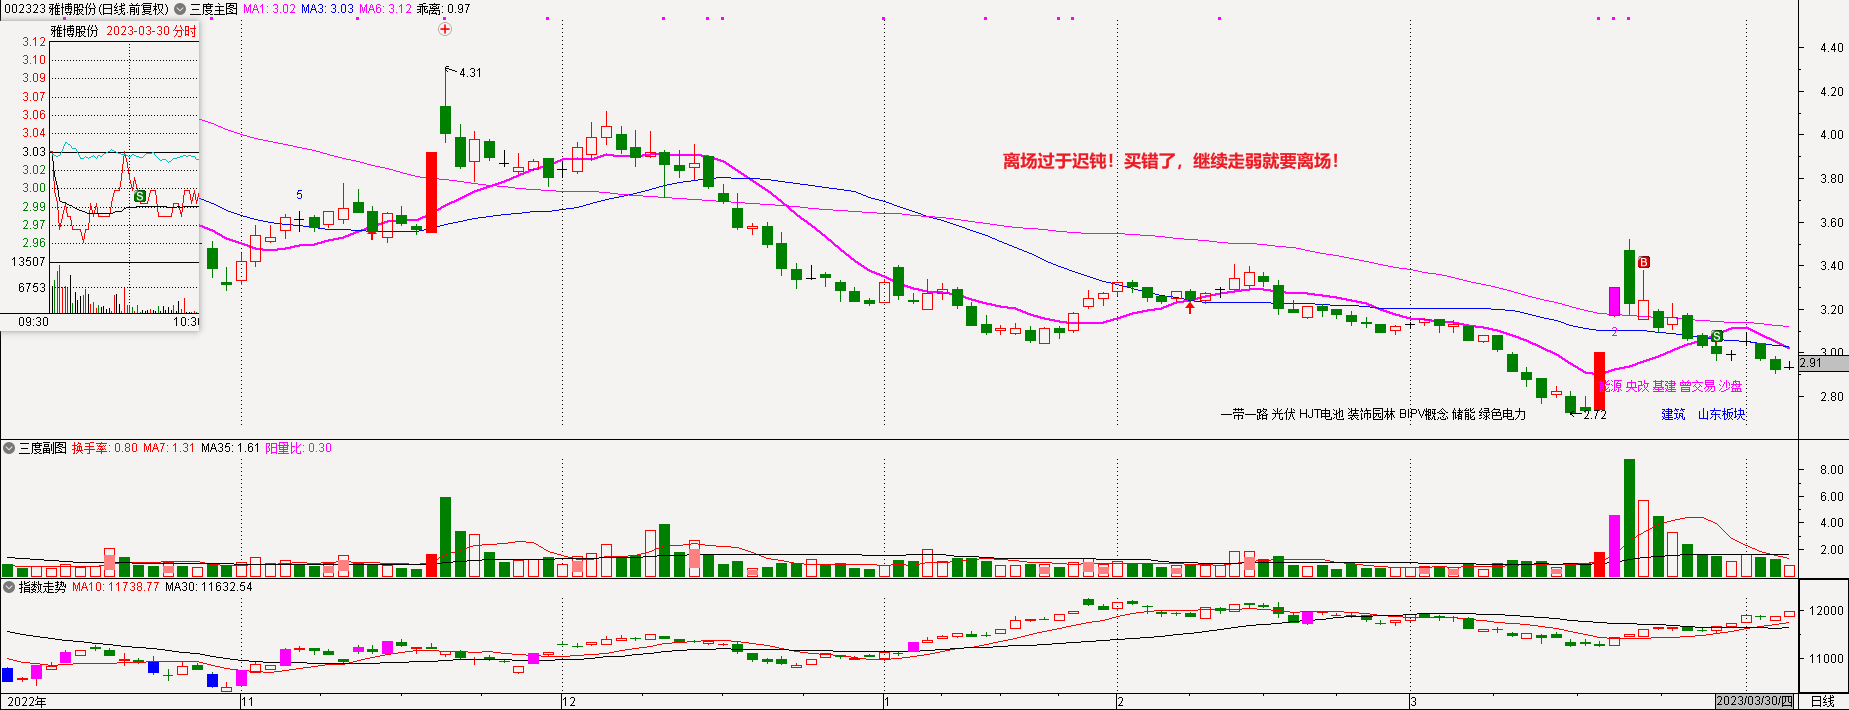 002323 雅博股份(日线.前复权) 三度主图 MA1: 3.02 MA3: 3.03 MA6: 3.12 乖离: 0.97
雅博股份 2023-03-30 分时
3.12
3.10
3.09
3.07
3.06
3.04
3.03
3.02
3.00
2.99
2.97
2.96
13507
6753
09:30
S
5
4.31
离场过于迟钝！买错了，继续走弱就要离场！
B
2
S
能源 央改 基建 曾交易 沙盘
一带一路 光伏 HJT电池 装饰园林 BIPV概念 储能 绿色电力
2.72
建筑 山东板块
4.40
4.20
4.00
3.80
3.60
3.40
3.20
3.00
2.91
2.80
三度副图 换手率: 0.80 MA7: 1.31 MA35: 1.61 阳量比: 0.30
8.00
6.00
4.00
2.00
指数走势 MA10: 11738.77 MA30: 11632.54
12000
11000
2022年 11 12 1 2 3 2023/03/30/四 日线